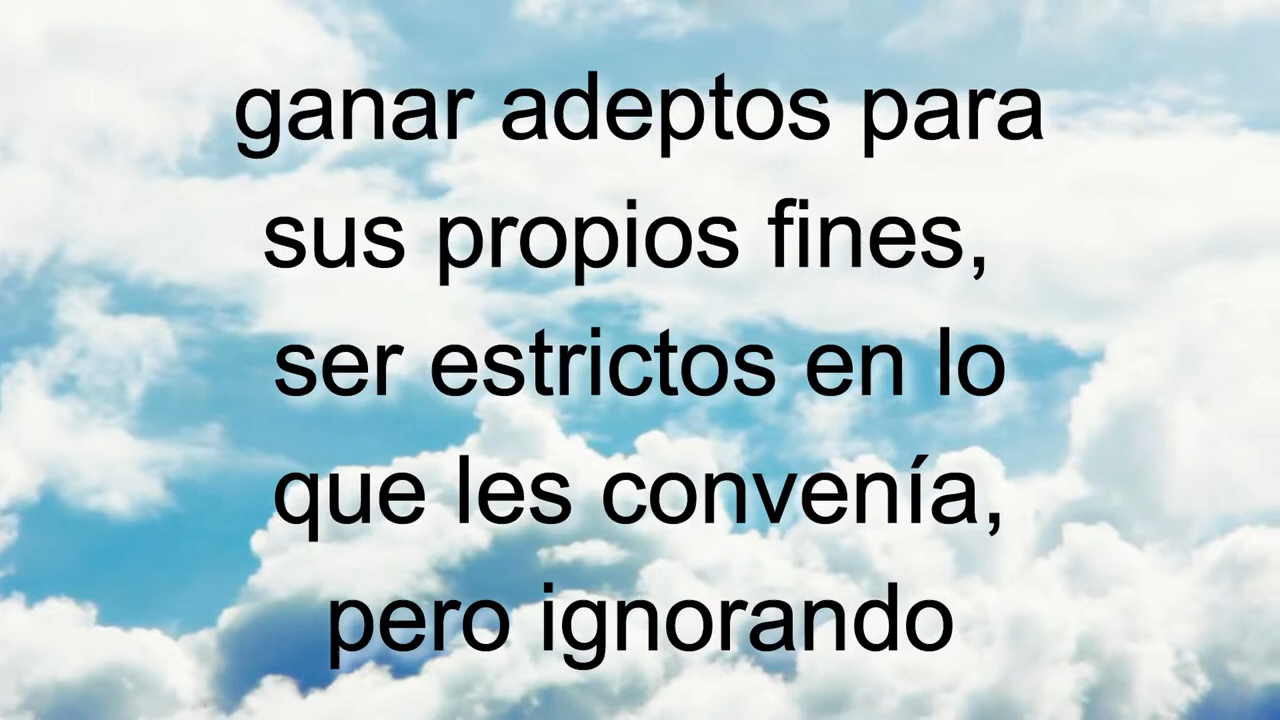 ganar adeptos para
sus propios fines,
ser estrictos en lo
que les convenía,
pero ignorando